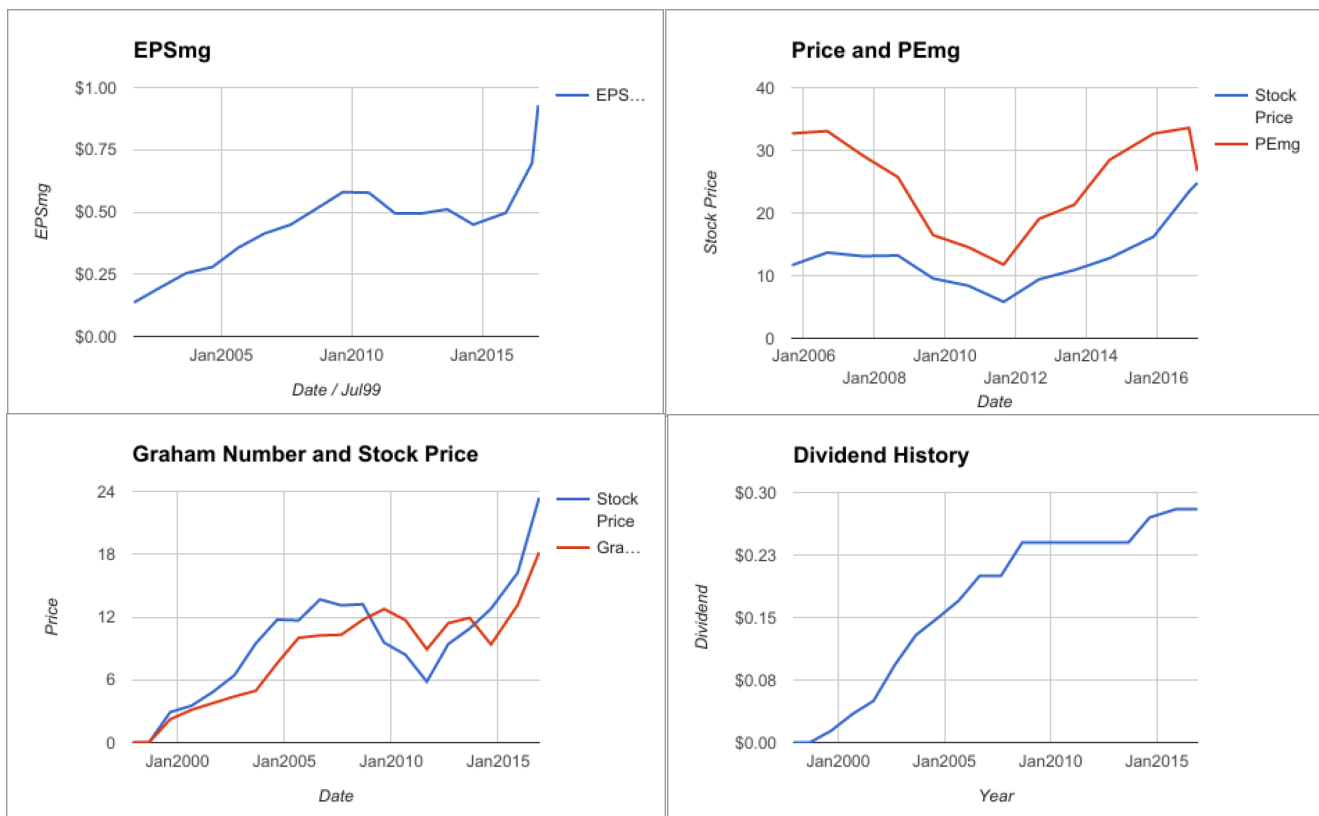 EPSmg
$1.00
$0.75
$0.50
$0.25
$0.00
EPSmg
Jan2005 Jan2010 Jan2015
Date / Jul99
EPS…
Price and PEmg
40
30
20
10
0
Stock Price
Jan2006 Jan2010 Jan2014
Jan2008 Jan2012 Jan2016
Date
Stock
Price
PEmg
Graham Number and Stock Price
24
18
12
6
0
Price
Jan2000 Jan2005 Jan2010 Jan2015
Date
Stock
Price
Gra…
Dividend History
$0.30
$0.23
$0.15
$0.08
$0.00
Dividend
Jan2000 Jan2005 Jan2010 Jan2015
Year